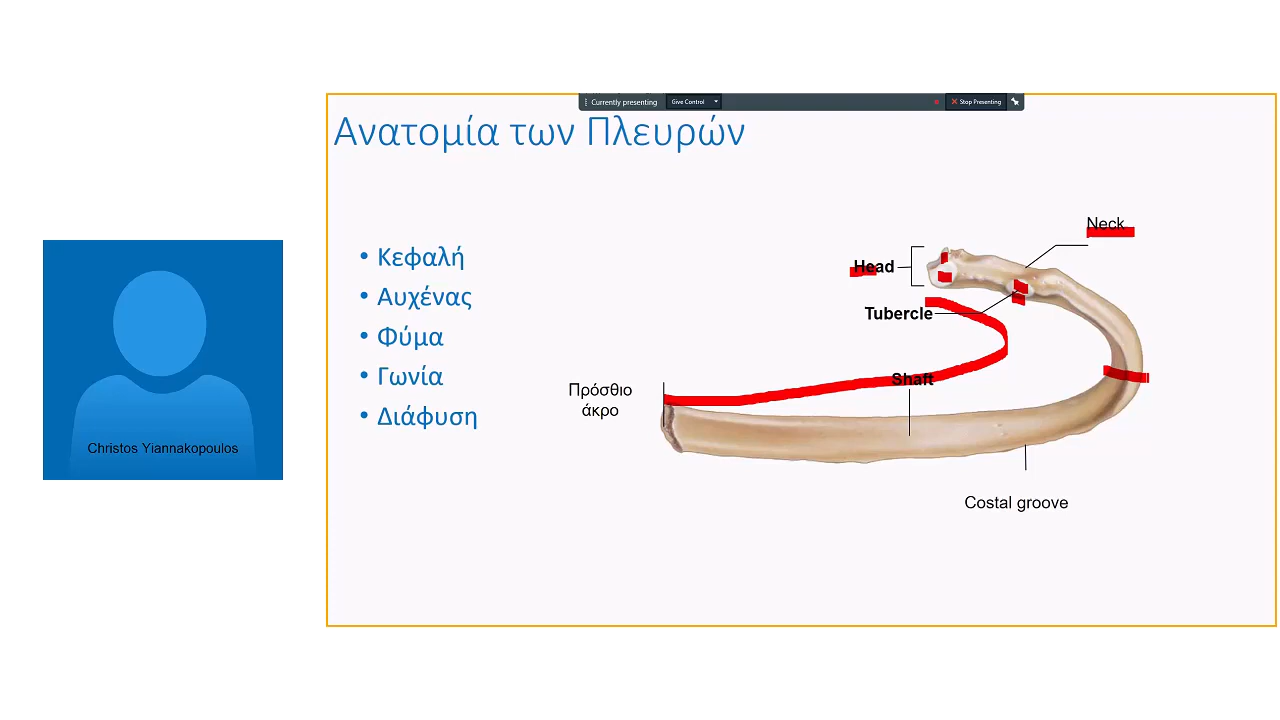 Currently presenting
Give Control
Stop Presenting
Ανατομία των Πλευρών
• Κεφαλή
• Αυχένας
• Φύμα
• Γωνία
• Διάφυση
Neck
Head
Tubercle
Shaft
Πρόσθιο
άκρο
Costal groove
Christos Yiannakopoulos